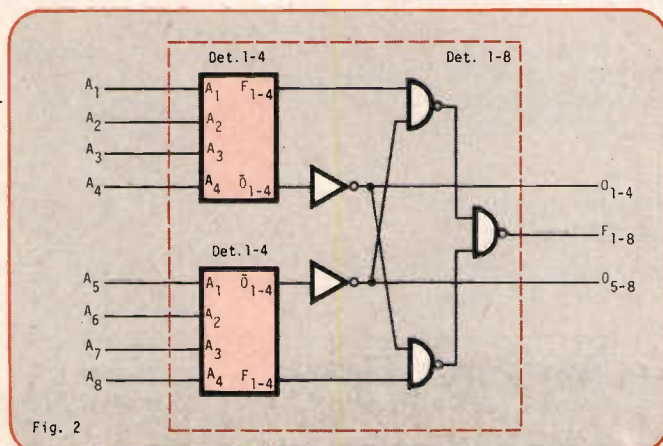 Det.1-4
Det. 1-8
A1
A1
F1-4
A2
A2
A3
A3
A4
A4
Ō1-4
O1-4
F1-8
Det.1-4
A5
A1
Ō1-4
O5-8
A6
A2
A7
A3
A8
A4
F1-4
Fig. 2